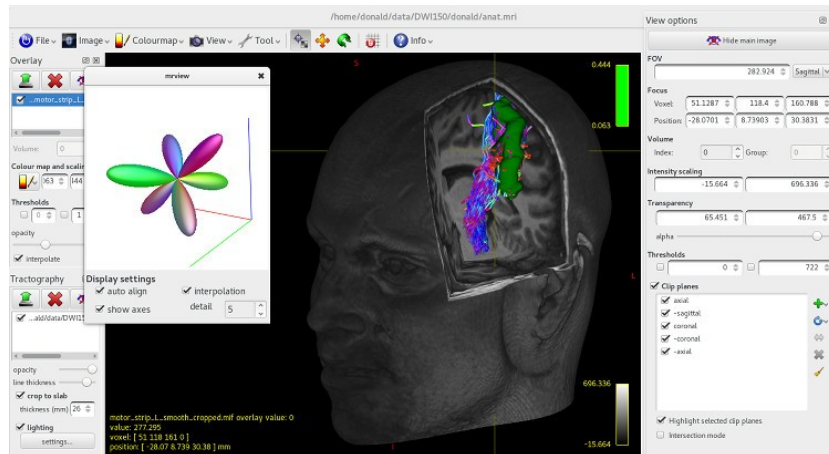 /home/donald/data/DWI150/donald/anat.mri
File Image Colourmap View Tool Info
Overlay
mrview
...motor_strip_L...
Volume: 0
Colour map and scaling
Thresholds
0 1
opacity
interpolate
Display settings
auto align interpolation
show axes detail 5
Tractography
...ald/data/DWI15
opacity
line thickness
crop to slab
thickness (mm) 26
lighting
settings...
S
L
I
0.444
0.063
696.336
-15.664
motor_strip_L_smooth_cropped.mif overlay value: 0
value: 277.295
voxel: [ 51 118 161 0 ]
position: [ -28.07 8.739 30.38 ] mm
View options
Hide main image
FOV
282.924 Sagittal
Focus
Voxel: 51.1287 118.4 160.788
Position: -28.0701 8.73903 30.3831
Volume
Index: 0 Group: 0
Intensity scaling
-15.664 696.336
Transparency
65.451 467.5
alpha
Thresholds
0 722
Clip planes
axial
-sagittal
coronal
-coronal
-axial
Highlight selected clip planes
Intersection mode